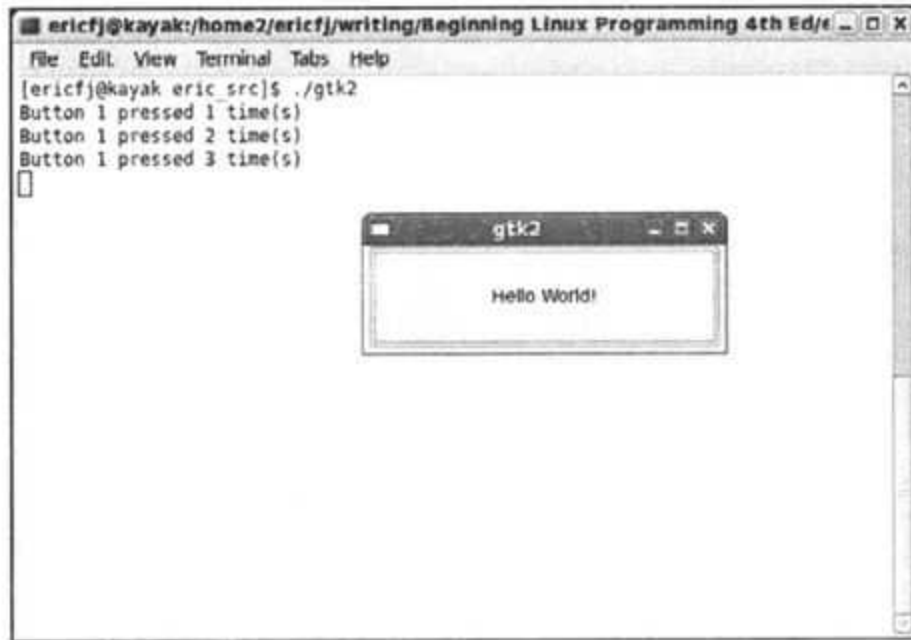 ericfj@kayak:/home2/ericfj/writing/Beginning Linux Programming 4th Ed/e
File Edit View Terminal Tabs Help
[ericfj@kayak eric_src]$ ./gtk2
Button 1 pressed 1 time(s)
Button 1 pressed 2 time(s)
Button 1 pressed 3 time(s)
gtk2
Hello World!